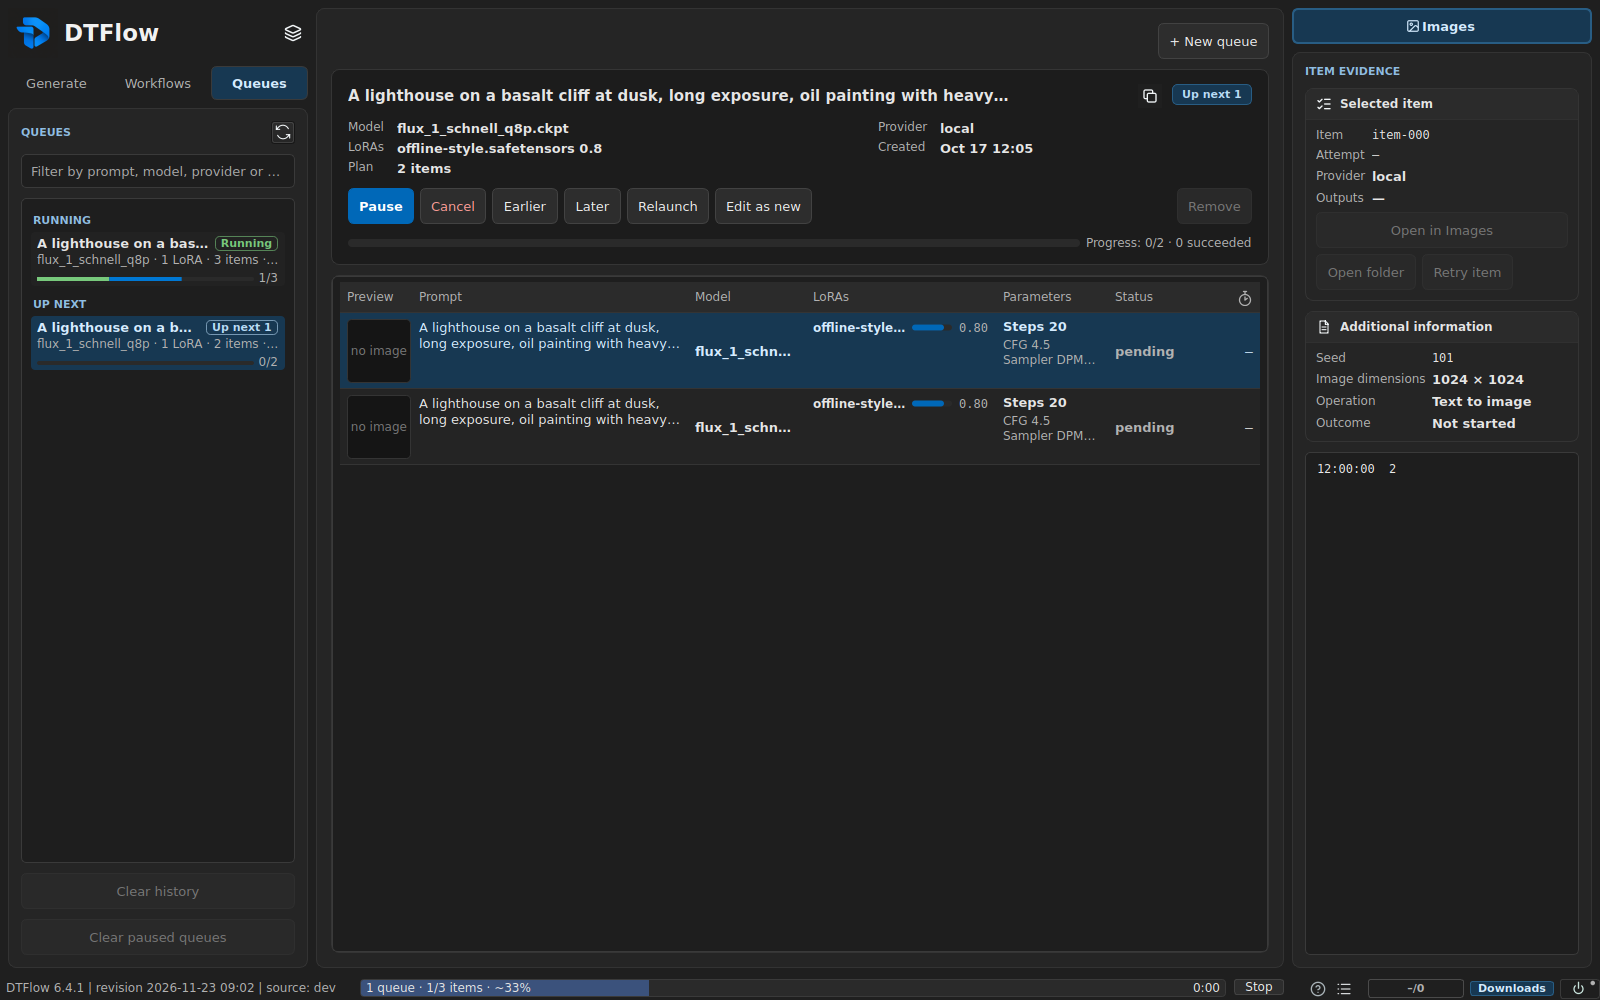 DTFlow
Generate
Workflows
Queues
QUEUES
Filter by prompt, model, provider or ...
RUNNING
A lighthouse on a bas... Running
flux_1_schnell_q8p · 1 LoRA · 3 items ·...
1/3
UP NEXT
A lighthouse on a b... Up next 1
flux_1_schnell_q8p · 1 LoRA · 2 items ·...
0/2
Clear history
Clear paused queues
+ New queue
A lighthouse on a basalt cliff at dusk, long exposure, oil painting with heavy... Up next 1
Model flux_1_schnell_q8p.ckpt Provider local
LoRAs offline-style.safetensors 0.8 Created Oct 17 12:05
Plan 2 items
Pause Cancel Earlier Later Relaunch Edit as new Remove
Progress: 0/2 · 0 succeeded
Preview Prompt Model LoRAs Parameters Status
no image
A lighthouse on a basalt cliff at dusk,
long exposure, oil painting with heavy...
flux_1_schn...
offline-style... 0.80
Steps 20
CFG 4.5
Sampler DPM...
pending –
no image
A lighthouse on a basalt cliff at dusk,
long exposure, oil painting with heavy...
flux_1_schn...
offline-style... 0.80
Steps 20
CFG 4.5
Sampler DPM...
pending –
Images
ITEM EVIDENCE
Selected item
Item item-000
Attempt –
Provider local
Outputs —
Open in Images
Open folder Retry item
Additional information
Seed 101
Image dimensions 1024 × 1024
Operation Text to image
Outcome Not started
12:00:00 2
DTFlow 6.4.1 | revision 2026-11-23 09:02 | source: dev
1 queue · 1/3 items · ~33% 0:00
Stop
–/0
Downloads